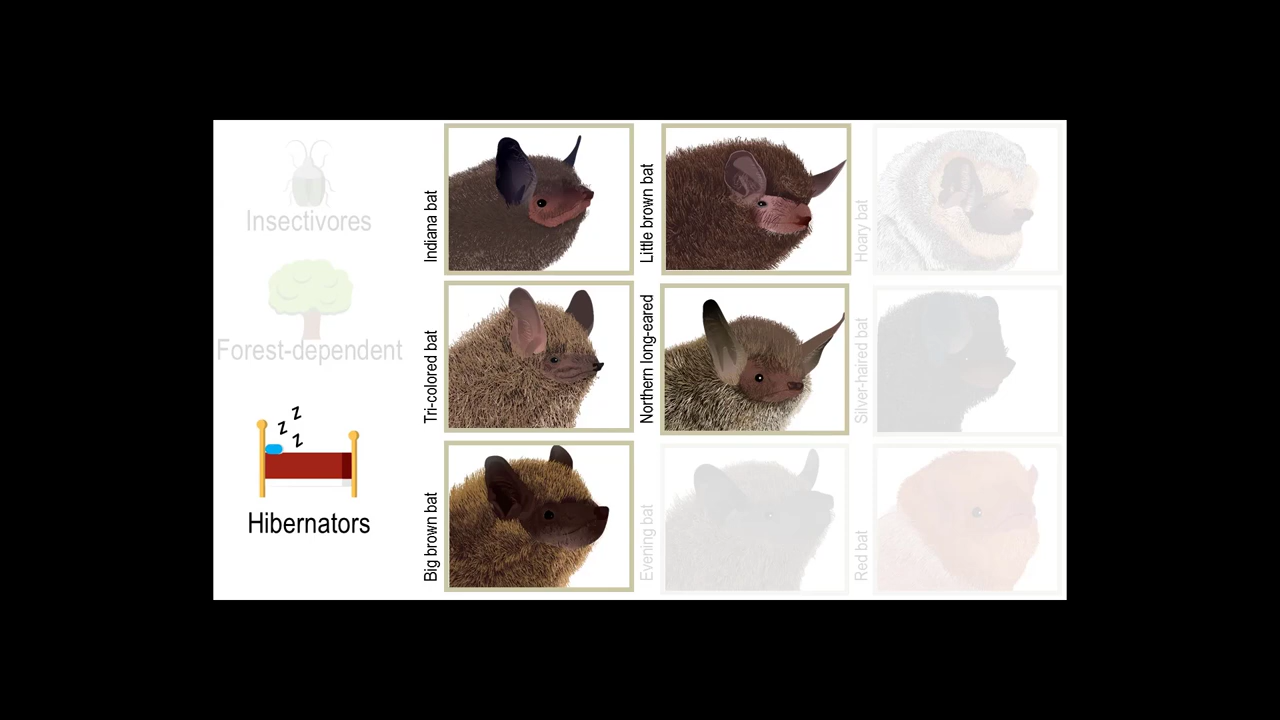 Insectivores
Forest-dependent
z
z
z
Hibernators
Indiana bat
Little brown bat
Hoary bat
Tri-colored bat
Northern long-eared
Silver-haired bat
Big brown bat
Evening bat
Red bat